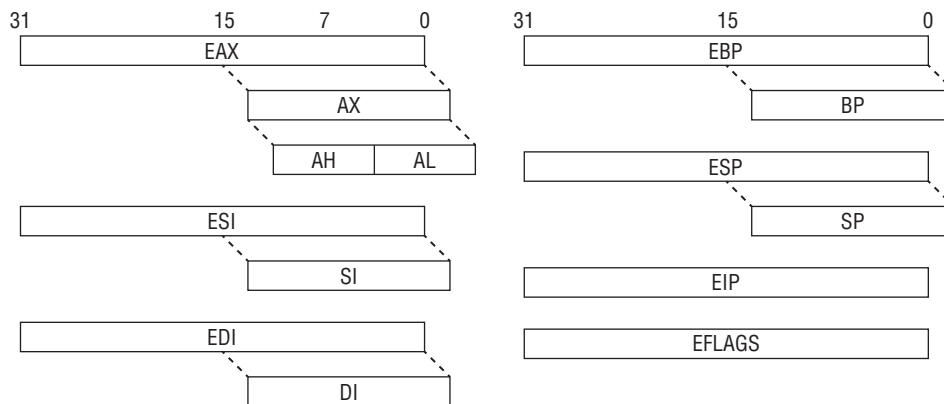 31 15 7 0
EAX
AX
AH AL
ESI
SI
EDI
DI
31 15 0
EBP
BP
ESP
SP
EIP
EFLAGS